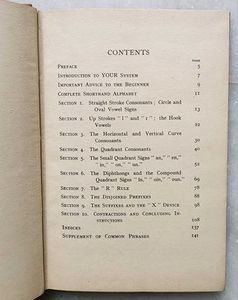 CONTENTS
PAGE
PREFACE 5
INTRODUCTION TO YOUR SYSTEM 7
IMPORTANT ADVICE TO THE BEGINNER 9
COMPLETE SHORTHAND ALPHABET 11
SECTION 1. Straight Stroke Consonants; Circle and
Oval Vowel Signs 13
SECTION 2. Up Strokes "l" and "r"; the Hook
Vowels 22
SECTION 3. The Horizontal and Vertical Curve
Consonants 30
SECTION 4. The Quadrant Consonants 40
SECTION 5. The Small Quadrant Signs "an," "en,"
"in," "on," "un," 52
SECTION 6. The Diphthongs and the Compound
Quadrant Signs "in," "oin," "oun." 69
SECTION 7. The "R" Rule 78
SECTION 8. The Disjoined Prefixes 88
SECTION 9. The Suffixes and the "X" Device 98
SECTION 10. Contractions and Concluding In-
structions 108
INDICES 137
SUPPLEMENT OF COMMON PHRASES 141